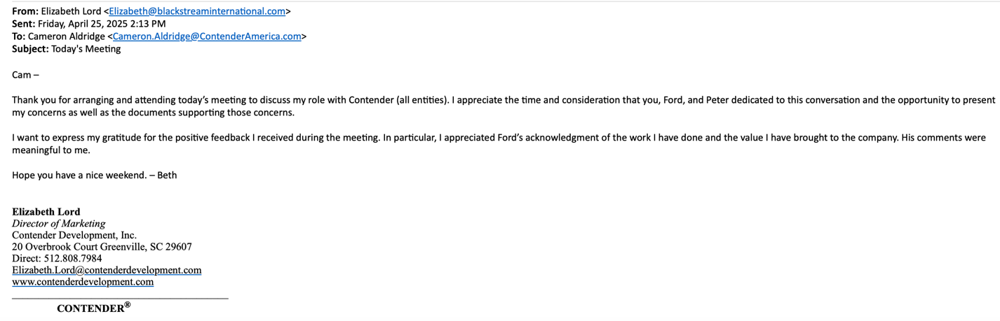 From: Elizabeth Lord <Elizabeth@blackstreaminternational.com>
Sent: Friday, April 25, 2025 2:13 PM
To: Cameron Aldridge <Cameron.Aldridge@ContenderAmerica.com>
Subject: Today's Meeting
Cam –
Thank you for arranging and attending today’s meeting to discuss my role with Contender (all entities). I appreciate the time and consideration that you, Ford, and Peter dedicated to this conversation and the opportunity to present
my concerns as well as the documents supporting those concerns.
I want to express my gratitude for the positive feedback I received during the meeting. In particular, I appreciated Ford’s acknowledgment of the work I have done and the value I have brought to the company. His comments were
meaningful to me.
Hope you have a nice weekend. – Beth
Elizabeth Lord
Director of Marketing
Contender Development, Inc.
20 Overbrook Court Greenville, SC 29607
Direct: 512.808.7984
Elizabeth.Lord@contenderdevelopment.com
www.contenderdevelopment.com
CONTENDER®